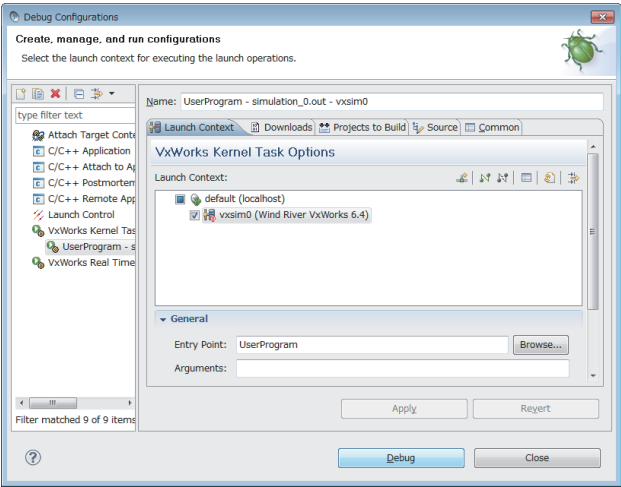 Debug Configurations
Create, manage, and run configurations
Select the launch context for executing the launch operations.
type filter text
Attach Target Conte
C/C++ Application
C/C++ Attach to Ap
C/C++ Postmortem
C/C++ Remote App
Launch Control
VxWorks Kernel Tas
UserProgram - s
VxWorks Real Time
Filter matched 9 of 9 items
Name: UserProgram - simulation_0.out - vxsim0
Launch Context Downloads Projects to Build Source Common
VxWorks Kernel Task Options
Launch Context:
default (localhost)
vxsim0 (Wind River VxWorks 6.4)
General
Entry Point: UserProgram Browse...
Arguments:
Apply Revert
Debug Close